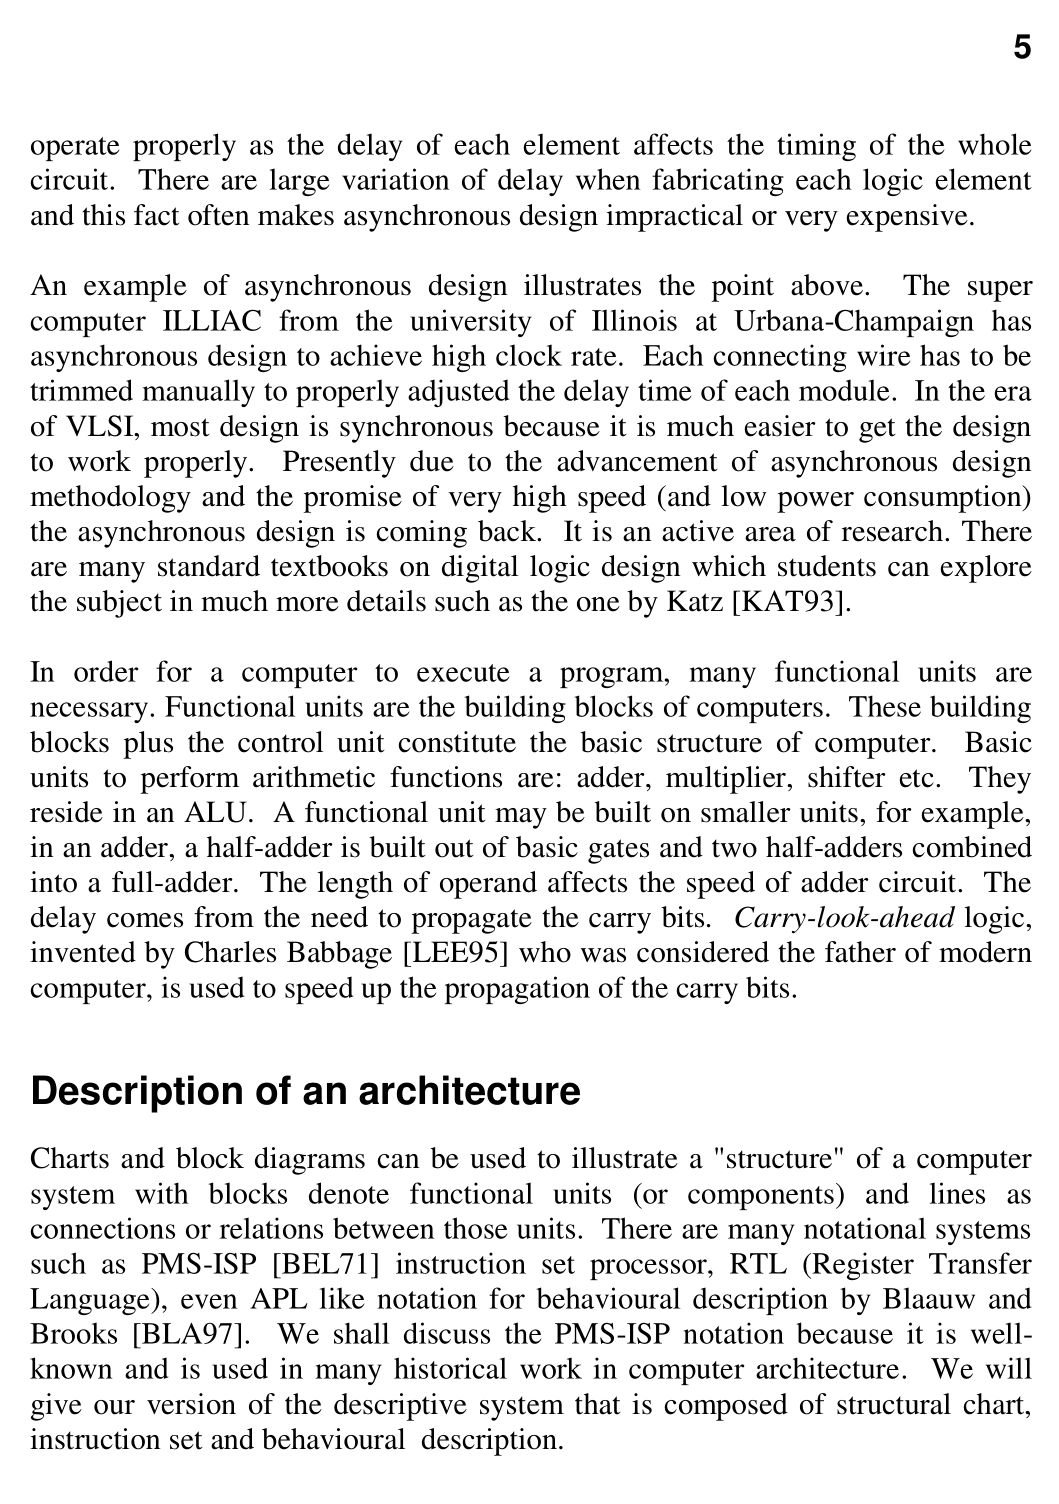 5
operate properly as the delay of each element affects the timing of the whole
circuit.  There are large variation of delay when fabricating each logic element
and this fact often makes asynchronous design impractical or very expensive.
An example of asynchronous design illustrates the point above.  The super
computer ILLIAC from the university of Illinois at Urbana-Champaign has
asynchronous design to achieve high clock rate.  Each connecting wire has to be
trimmed manually to properly adjusted the delay time of each module.  In the era
of VLSI, most design is synchronous because it is much easier to get the design
to work properly.  Presently due to the advancement of asynchronous design
methodology and the promise of very high speed (and low power consumption)
the asynchronous design is coming back.  It is an active area of research. There
are many standard textbooks on digital logic design which students can explore
the subject in much more details such as the one by Katz [KAT93].
In order for a computer to execute a program, many functional units are
necessary. Functional units are the building blocks of computers.  These building
blocks plus the control unit constitute the basic structure of computer.  Basic
units to perform arithmetic functions are: adder, multiplier, shifter etc.  They
reside in an ALU.  A functional unit may be built on smaller units, for example,
in an adder, a half-adder is built out of basic gates and two half-adders combined
into a full-adder.  The length of operand affects the speed of adder circuit.  The
delay comes from the need to propagate the carry bits.  Carry-look-ahead logic,
invented by Charles Babbage [LEE95] who was considered the father of modern
computer, is used to speed up the propagation of the carry bits.
Description of an architecture
Charts and block diagrams can be used to illustrate a "structure" of a computer
system with blocks denote functional units (or components) and lines as
connections or relations between those units.  There are many notational systems
such as PMS-ISP [BEL71] instruction set processor, RTL (Register Transfer
Language), even APL like notation for behavioural description by Blaauw and
Brooks [BLA97].  We shall discuss the PMS-ISP notation because it is well-
known and is used in many historical work in computer architecture.  We will
give our version of the descriptive system that is composed of structural chart,
instruction set and behavioural  description.